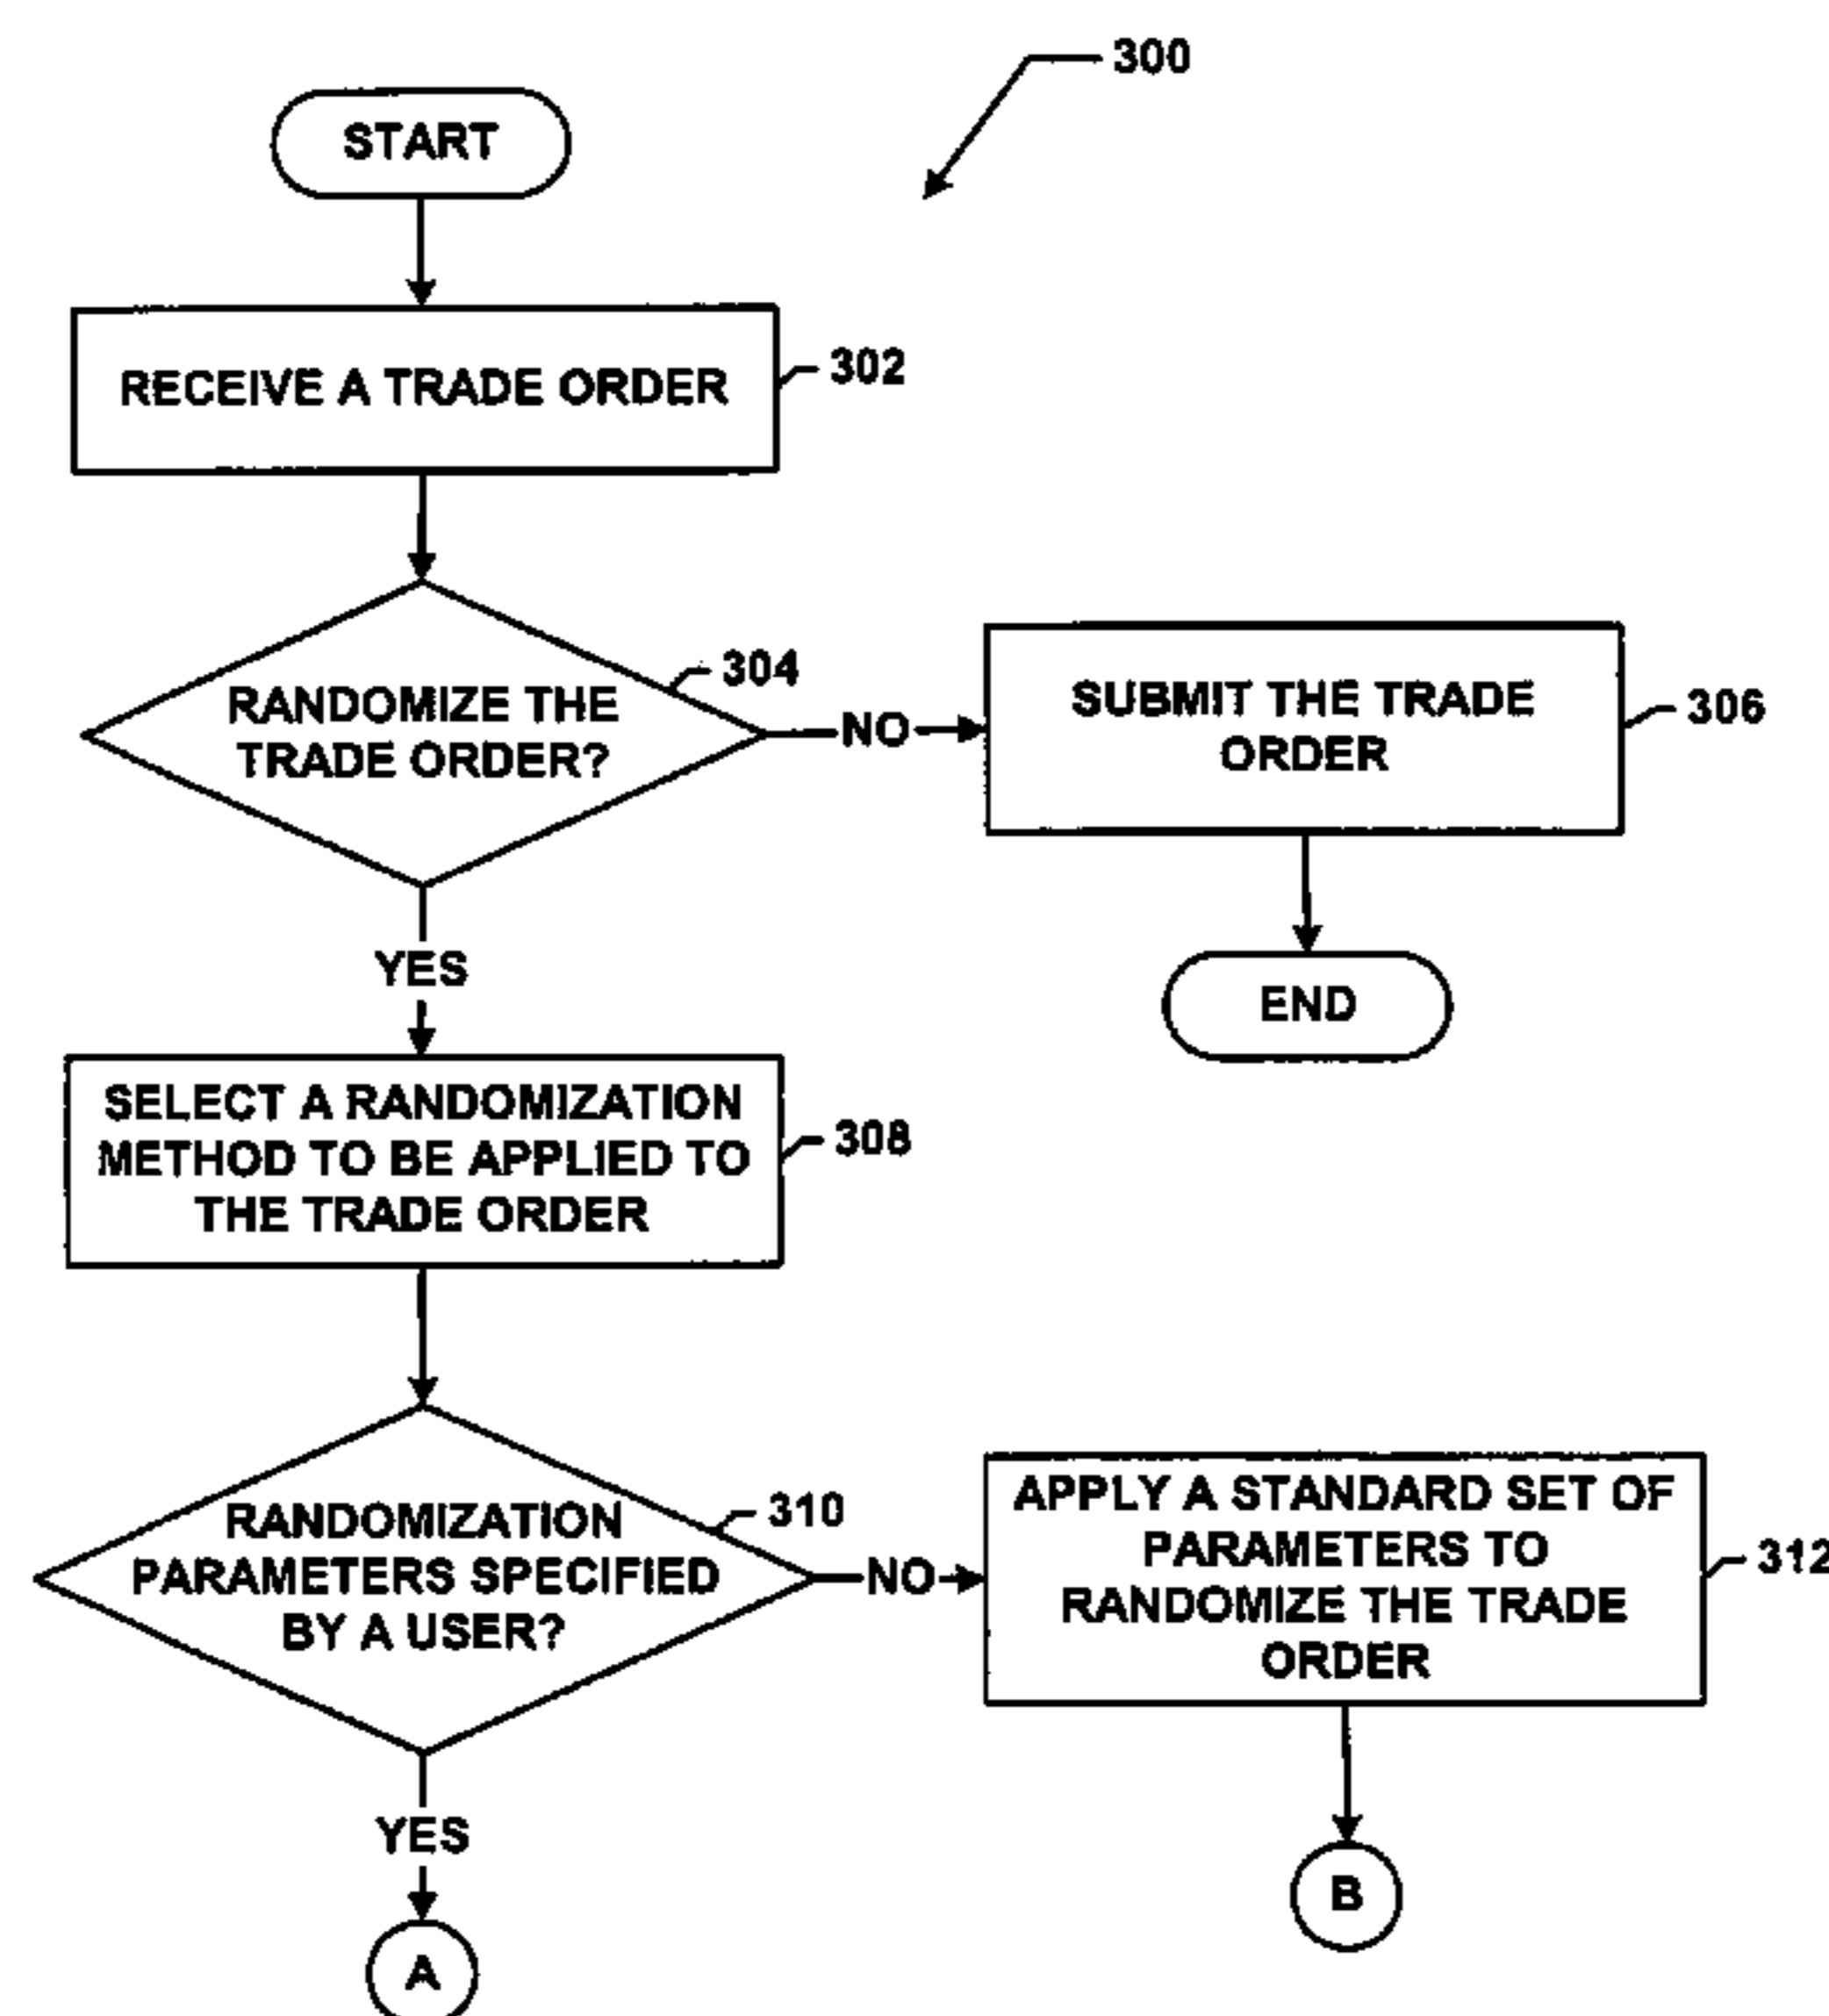 300
START
RECEIVE A TRADE ORDER
302
RANDOMIZE THE
TRADE ORDER?
304
NO
SUBMIT THE TRADE
ORDER
306
YES
END
SELECT A RANDOMIZATION
METHOD TO BE APPLIED TO
THE TRADE ORDER
308
RANDOMIZATION
PARAMETERS SPECIFIED
BY A USER?
310
NO
APPLY A STANDARD SET OF
PARAMETERS TO
RANDOMIZE THE TRADE
ORDER
312
YES
B
A